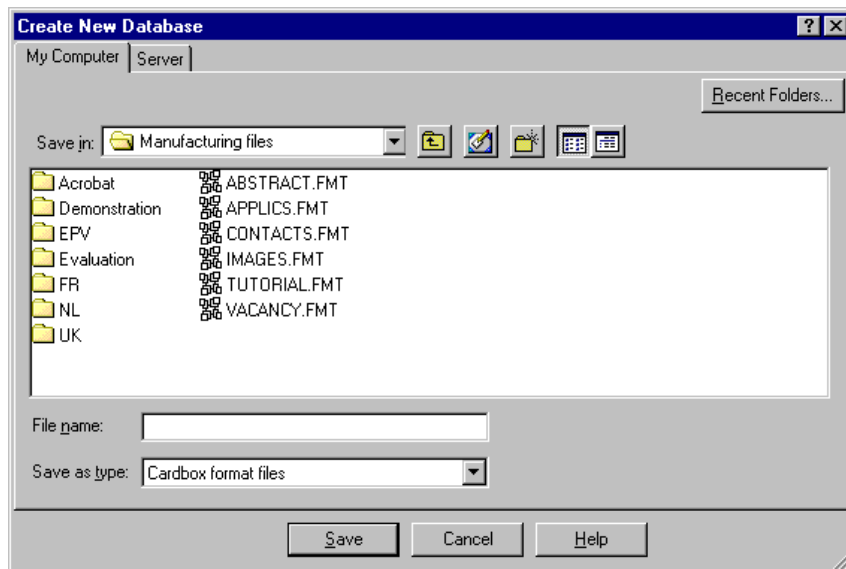 Create New Database
My Computer Server
Recent Folders...
Save in: Manufacturing files
Acrobat ABSTRACT.FMT
Demonstration APPLICS.FMT
EPV CONTACTS.FMT
Evaluation IMAGES.FMT
FR TUTORIAL.FMT
NL VACANCY.FMT
UK
File name:
Save as type: Cardbox format files
Save Cancel Help